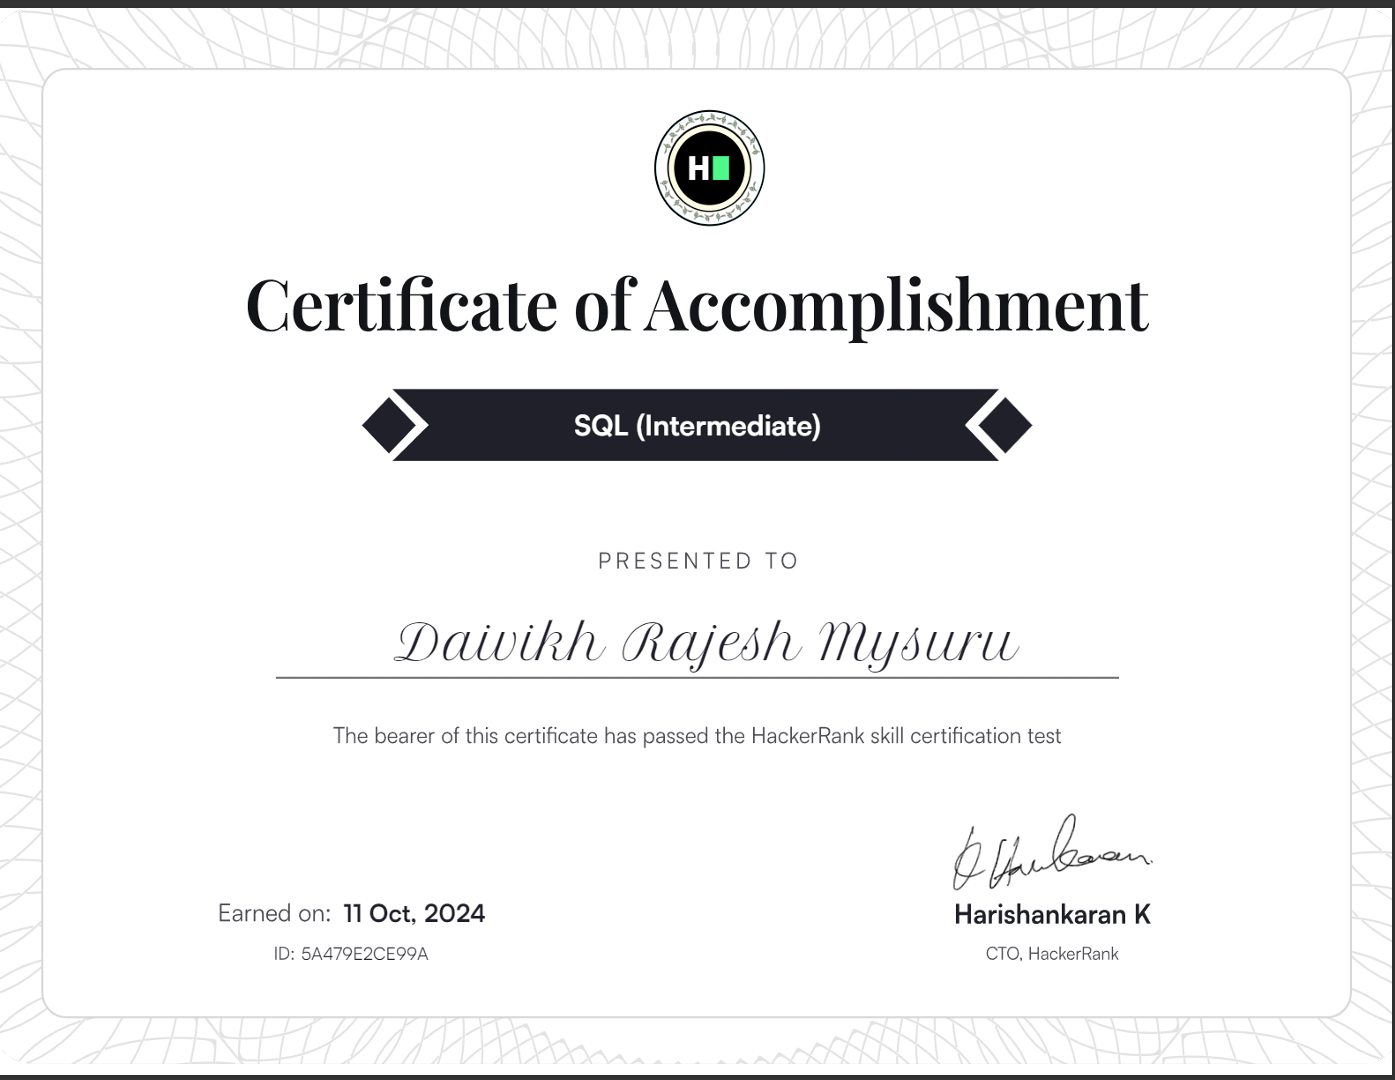 H
Certificate of Accomplishment
SQL (Intermediate)
PRESENTED TO
Daivikh Rajesh Mysuru
The bearer of this certificate has passed the HackerRank skill certification test
Earned on: 11 Oct, 2024
ID: 5A479E2CE99A
Harishankaran K
CTO, HackerRank